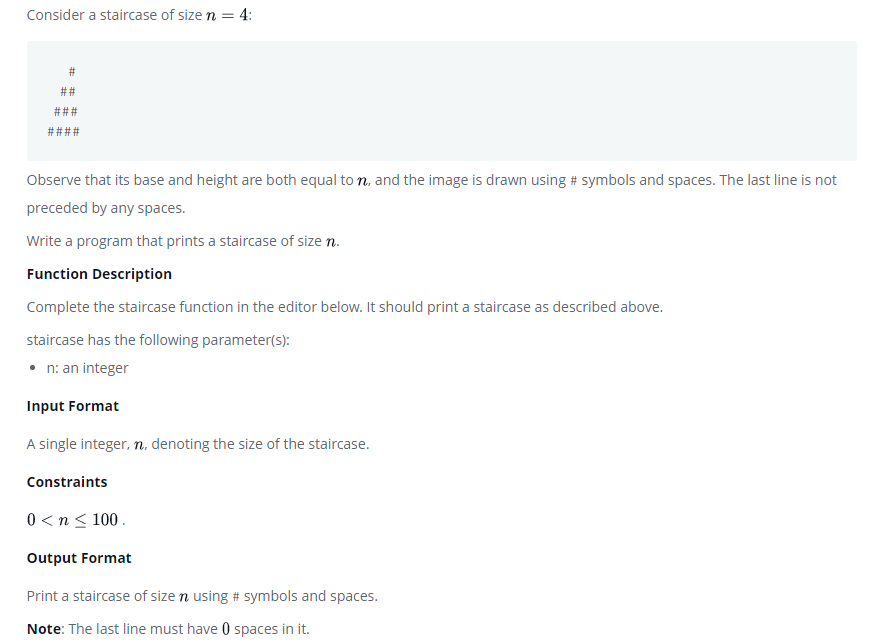 Consider a staircase of size n = 4:
#
##
###
####
Observe that its base and height are both equal to n, and the image is drawn using # symbols and spaces. The last line is not
preceded by any spaces.
Write a program that prints a staircase of size n.
Function Description
Complete the staircase function in the editor below. It should print a staircase as described above.
staircase has the following parameter(s):
• n: an integer
Input Format
A single integer, n, denoting the size of the staircase.
Constraints
0 < n ≤ 100 .
Output Format
Print a staircase of size n using # symbols and spaces.
Note: The last line must have 0 spaces in it.